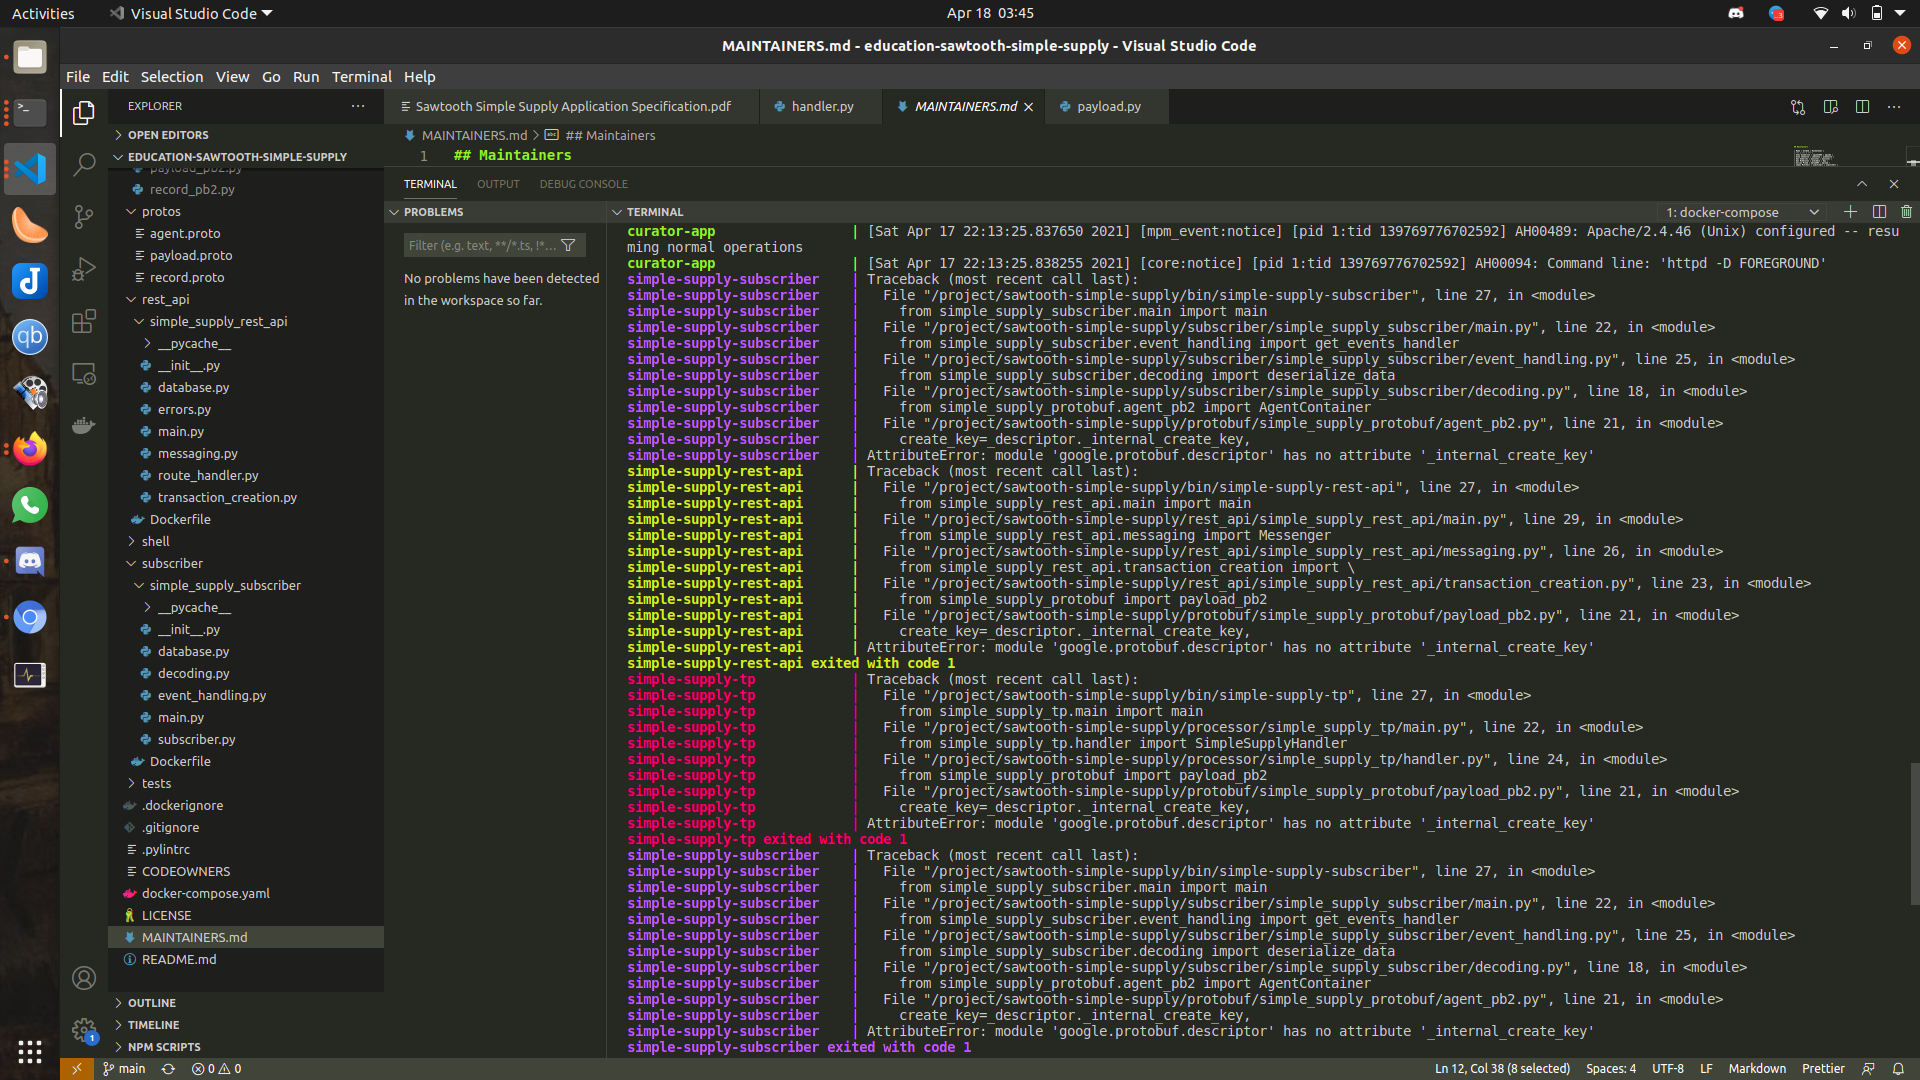 Activities
Visual Studio Code
Apr 18 03:45
MAINTAINERS.md - education-sawtooth-simple-supply - Visual Studio Code
File Edit Selection View Go Run Terminal Help
EXPLORER
Sawtooth Simple Supply Application Specification.pdf
handler.py
MAINTAINERS.md
payload.py
OPEN EDITORS
EDUCATION-SAWTOOTH-SIMPLE-SUPPLY
payload_pb2.py
record_pb2.py
protos
agent.proto
payload.proto
record.proto
rest_api
simple_supply_rest_api
__pycache__
__init__.py
database.py
errors.py
main.py
messaging.py
route_handler.py
transaction_creation.py
Dockerfile
shell
subscriber
simple_supply_subscriber
__pycache__
__init__.py
database.py
decoding.py
event_handling.py
main.py
subscriber.py
Dockerfile
tests
.dockerignore
.gitignore
.pylintrc
CODEOWNERS
docker-compose.yaml
LICENSE
MAINTAINERS.md
README.md
OUTLINE
TIMELINE
NPM SCRIPTS
MAINTAINERS.md > ## Maintainers
1 ## Maintainers
TERMINAL OUTPUT DEBUG CONSOLE
PROBLEMS
Filter (e.g. text, **/*.ts, !*...
No problems have been detected
in the workspace so far.
TERMINAL
1: docker-compose
curator-app | [Sat Apr 17 22:13:25.837650 2021] [mpm_event:notice] [pid 1:tid 139769776702592] AH00489: Apache/2.4.46 (Unix) configured -- resu
ming normal operations
curator-app | [Sat Apr 17 22:13:25.838255 2021] [core:notice] [pid 1:tid 139769776702592] AH00094: Command line: 'httpd -D FOREGROUND'
simple-supply-subscriber | Traceback (most recent call last):
simple-supply-subscriber | File "/project/sawtooth-simple-supply/bin/simple-supply-subscriber", line 27, in <module>
simple-supply-subscriber | from simple_supply_subscriber.main import main
simple-supply-subscriber | File "/project/sawtooth-simple-supply/subscriber/simple_supply_subscriber/main.py", line 22, in <module>
simple-supply-subscriber | from simple_supply_subscriber.event_handling import get_events_handler
simple-supply-subscriber | File "/project/sawtooth-simple-supply/subscriber/simple_supply_subscriber/event_handling.py", line 25, in <module>
simple-supply-subscriber | from simple_supply_subscriber.decoding import deserialize_data
simple-supply-subscriber | File "/project/sawtooth-simple-supply/subscriber/simple_supply_subscriber/decoding.py", line 18, in <module>
simple-supply-subscriber | from simple_supply_protobuf.agent_pb2 import AgentContainer
simple-supply-subscriber | File "/project/sawtooth-simple-supply/protobuf/simple_supply_protobuf/agent_pb2.py", line 21, in <module>
simple-supply-subscriber | create_key=_descriptor._internal_create_key,
simple-supply-subscriber | AttributeError: module 'google.protobuf.descriptor' has no attribute '_internal_create_key'
simple-supply-rest-api | Traceback (most recent call last):
simple-supply-rest-api | File "/project/sawtooth-simple-supply/bin/simple-supply-rest-api", line 27, in <module>
simple-supply-rest-api | from simple_supply_rest_api.main import main
simple-supply-rest-api | File "/project/sawtooth-simple-supply/rest_api/simple_supply_rest_api/main.py", line 29, in <module>
simple-supply-rest-api | from simple_supply_rest_api.messaging import Messenger
simple-supply-rest-api | File "/project/sawtooth-simple-supply/rest_api/simple_supply_rest_api/messaging.py", line 26, in <module>
simple-supply-rest-api | from simple_supply_rest_api.transaction_creation import \
simple-supply-rest-api | File "/project/sawtooth-simple-supply/rest_api/simple_supply_rest_api/transaction_creation.py", line 23, in <module>
simple-supply-rest-api | from simple_supply_protobuf import payload_pb2
simple-supply-rest-api | File "/project/sawtooth-simple-supply/protobuf/simple_supply_protobuf/payload_pb2.py", line 21, in <module>
simple-supply-rest-api | create_key=_descriptor._internal_create_key,
simple-supply-rest-api | AttributeError: module 'google.protobuf.descriptor' has no attribute '_internal_create_key'
simple-supply-rest-api exited with code 1
simple-supply-tp | Traceback (most recent call last):
simple-supply-tp | File "/project/sawtooth-simple-supply/bin/simple-supply-tp", line 27, in <module>
simple-supply-tp | from simple_supply_tp.main import main
simple-supply-tp | File "/project/sawtooth-simple-supply/processor/simple_supply_tp/main.py", line 22, in <module>
simple-supply-tp | from simple_supply_tp.handler import SimpleSupplyHandler
simple-supply-tp | File "/project/sawtooth-simple-supply/processor/simple_supply_tp/handler.py", line 24, in <module>
simple-supply-tp | from simple_supply_protobuf import payload_pb2
simple-supply-tp | File "/project/sawtooth-simple-supply/protobuf/simple_supply_protobuf/payload_pb2.py", line 21, in <module>
simple-supply-tp | create_key=_descriptor._internal_create_key,
simple-supply-tp | AttributeError: module 'google.protobuf.descriptor' has no attribute '_internal_create_key'
simple-supply-tp exited with code 1
simple-supply-subscriber | Traceback (most recent call last):
simple-supply-subscriber | File "/project/sawtooth-simple-supply/bin/simple-supply-subscriber", line 27, in <module>
simple-supply-subscriber | from simple_supply_subscriber.main import main
simple-supply-subscriber | File "/project/sawtooth-simple-supply/subscriber/simple_supply_subscriber/main.py", line 22, in <module>
simple-supply-subscriber | from simple_supply_subscriber.event_handling import get_events_handler
simple-supply-subscriber | File "/project/sawtooth-simple-supply/subscriber/simple_supply_subscriber/event_handling.py", line 25, in <module>
simple-supply-subscriber | from simple_supply_subscriber.decoding import deserialize_data
simple-supply-subscriber | File "/project/sawtooth-simple-supply/subscriber/simple_supply_subscriber/decoding.py", line 18, in <module>
simple-supply-subscriber | from simple_supply_protobuf.agent_pb2 import AgentContainer
simple-supply-subscriber | File "/project/sawtooth-simple-supply/protobuf/simple_supply_protobuf/agent_pb2.py", line 21, in <module>
simple-supply-subscriber | create_key=_descriptor._internal_create_key,
simple-supply-subscriber | AttributeError: module 'google.protobuf.descriptor' has no attribute '_internal_create_key'
simple-supply-subscriber exited with code 1
main
0 0
Ln 12, Col 38 (8 selected) Spaces: 4 UTF-8 LF Markdown Prettier